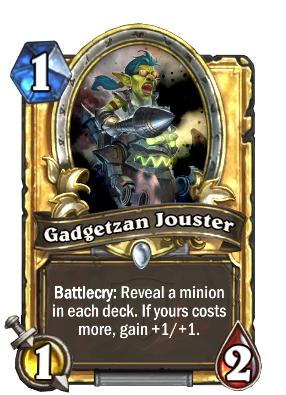 1
Gadgetzan Jouster
Battlecry: Reveal a minion
in each deck. If yours costs
more, gain +1/+1.
1
2